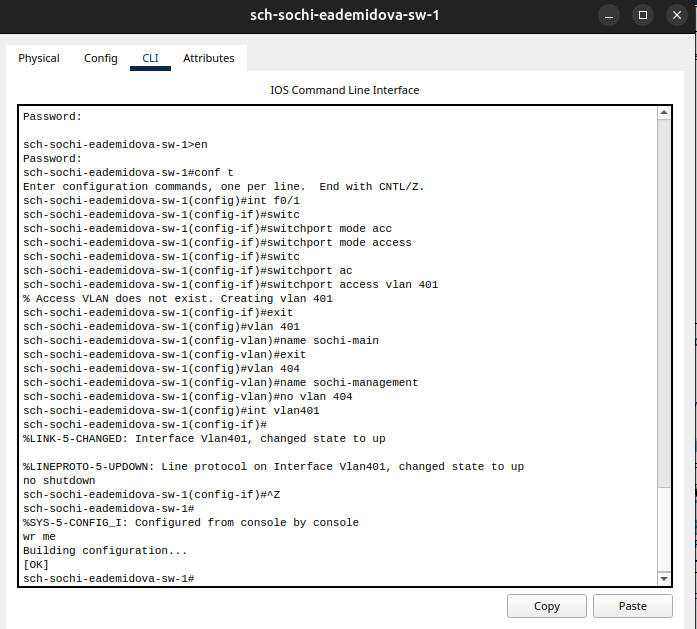 sch-sochi-eademidova-sw-1
Physical Config CLI Attributes
IOS Command Line Interface
Password:
sch-sochi-eademidova-sw-1>en
Password:
sch-sochi-eademidova-sw-1#conf t
Enter configuration commands, one per line.  End with CNTL/Z.
sch-sochi-eademidova-sw-1(config)#int f0/1
sch-sochi-eademidova-sw-1(config-if)#switc
sch-sochi-eademidova-sw-1(config-if)#switchport mode acc
sch-sochi-eademidova-sw-1(config-if)#switchport mode access
sch-sochi-eademidova-sw-1(config-if)#switc
sch-sochi-eademidova-sw-1(config-if)#switchport ac
sch-sochi-eademidova-sw-1(config-if)#switchport access vlan 401
% Access VLAN does not exist. Creating vlan 401
sch-sochi-eademidova-sw-1(config-if)#exit
sch-sochi-eademidova-sw-1(config)#vlan 401
sch-sochi-eademidova-sw-1(config-vlan)#name sochi-main
sch-sochi-eademidova-sw-1(config-vlan)#exit
sch-sochi-eademidova-sw-1(config)#vlan 404
sch-sochi-eademidova-sw-1(config-vlan)#name sochi-management
sch-sochi-eademidova-sw-1(config-vlan)#no vlan 404
sch-sochi-eademidova-sw-1(config)#int vlan401
sch-sochi-eademidova-sw-1(config-if)#
%LINK-5-CHANGED: Interface Vlan401, changed state to up
%LINEPROTO-5-UPDOWN: Line protocol on Interface Vlan401, changed state to up
no shutdown
sch-sochi-eademidova-sw-1(config-if)#^Z
sch-sochi-eademidova-sw-1#
%SYS-5-CONFIG_I: Configured from console by console
wr me
Building configuration...
[OK]
sch-sochi-eademidova-sw-1#
Copy Paste